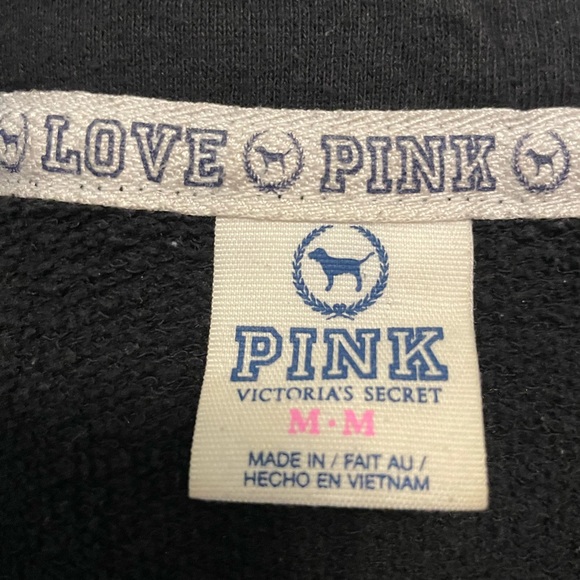 LOVE PINK
PINK
VICTORIA'S SECRET
M·M
MADE IN / FAIT AU /
HECHO EN VIETNAM